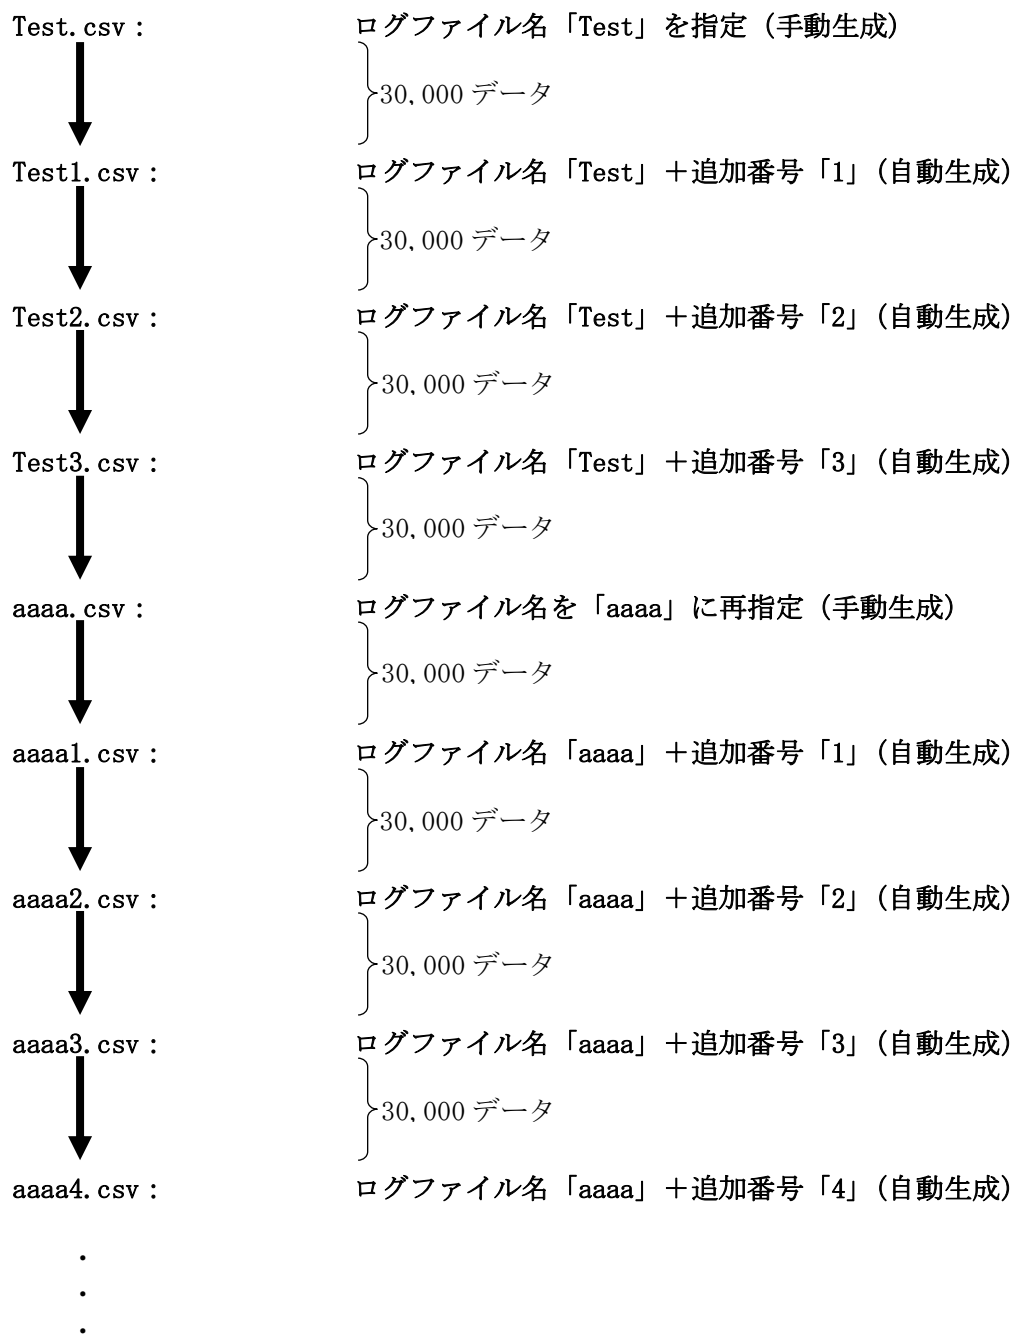 Test.csv： ログファイル名「Test」を指定（手動生成）
30,000 データ
Test1.csv： ログファイル名「Test」＋追加番号「1」（自動生成）
30,000 データ
Test2.csv： ログファイル名「Test」＋追加番号「2」（自動生成）
30,000 データ
Test3.csv： ログファイル名「Test」＋追加番号「3」（自動生成）
30,000 データ
aaaa.csv： ログファイル名を「aaaa」に再指定（手動生成）
30,000 データ
aaaa1.csv： ログファイル名「aaaa」＋追加番号「1」（自動生成）
30,000 データ
aaaa2.csv： ログファイル名「aaaa」＋追加番号「2」（自動生成）
30,000 データ
aaaa3.csv： ログファイル名「aaaa」＋追加番号「3」（自動生成）
30,000 データ
aaaa4.csv： ログファイル名「aaaa」＋追加番号「4」（自動生成）
・
・
・